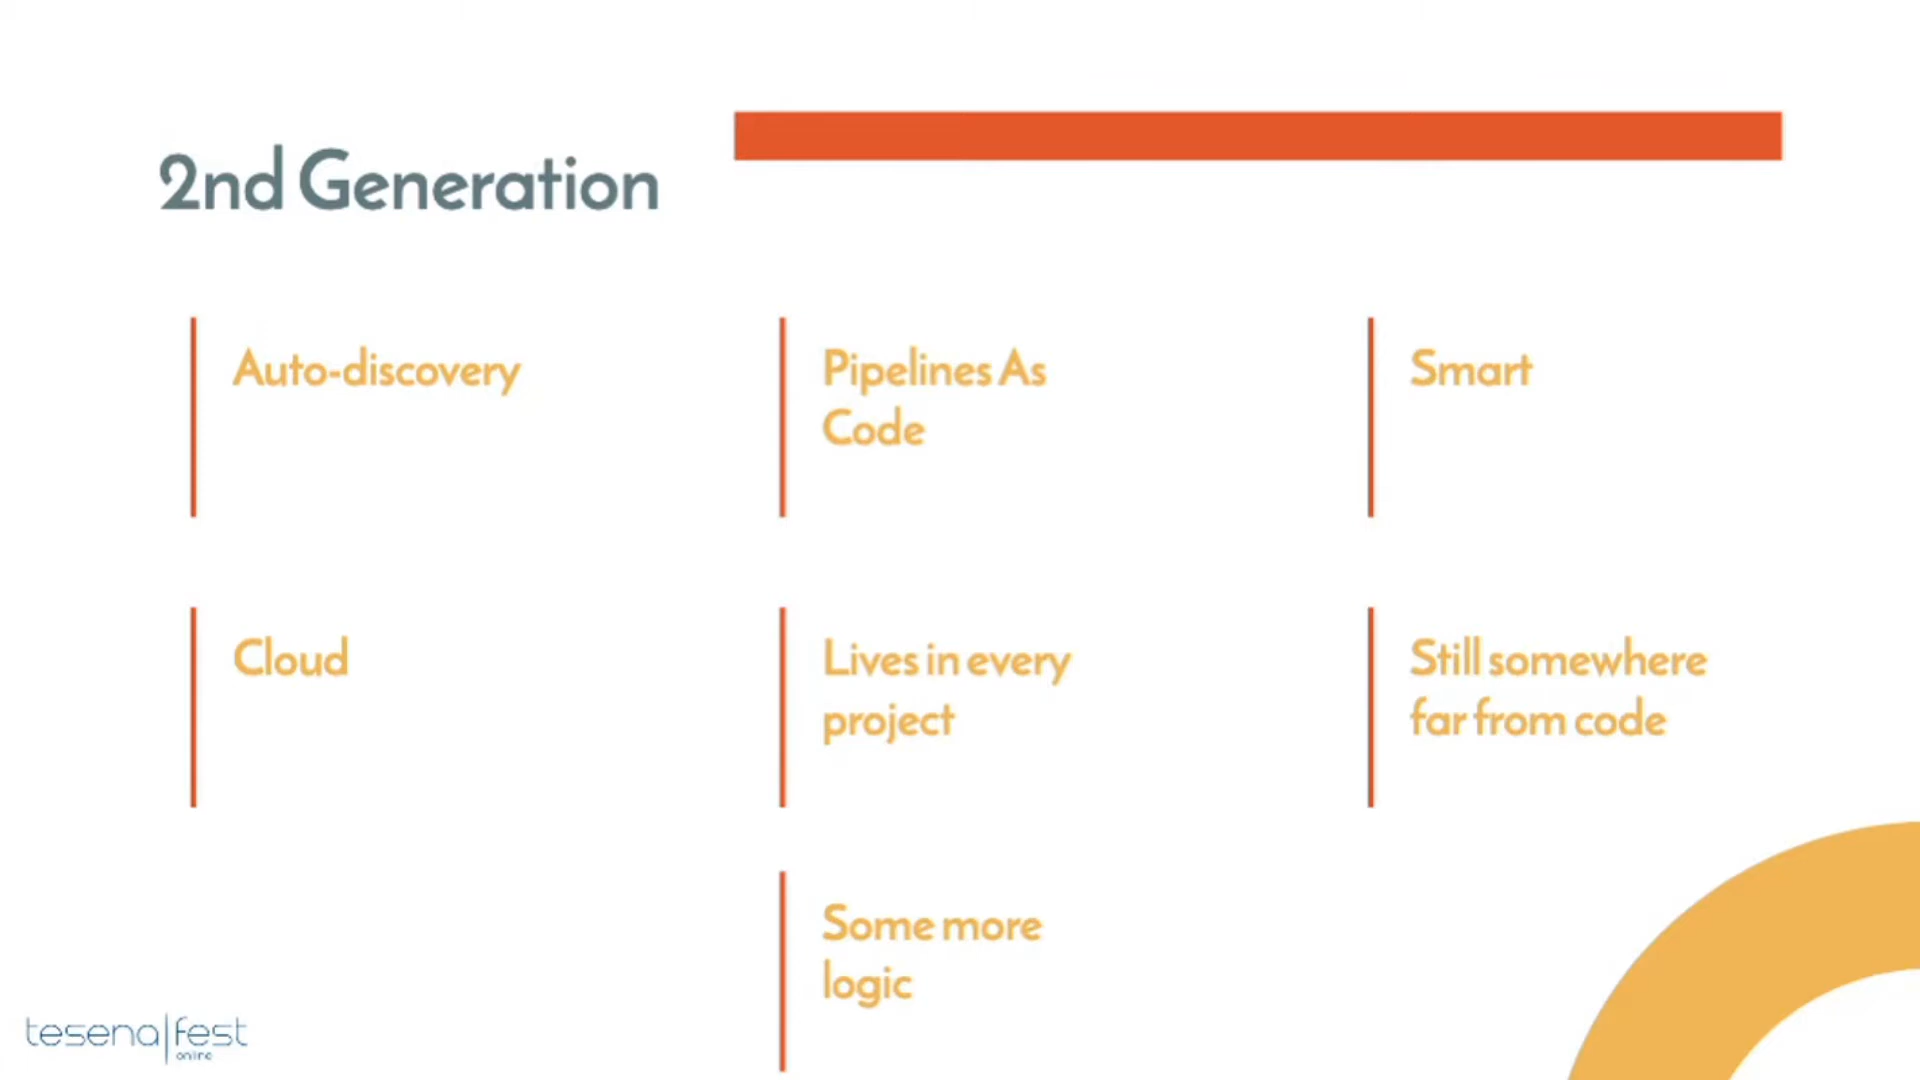 2nd Generation
Auto-discovery
Pipelines As
Code
Smart
Cloud
Lives in every
project
Still somewhere
far from code
Some more
logic
tesena|fest
online